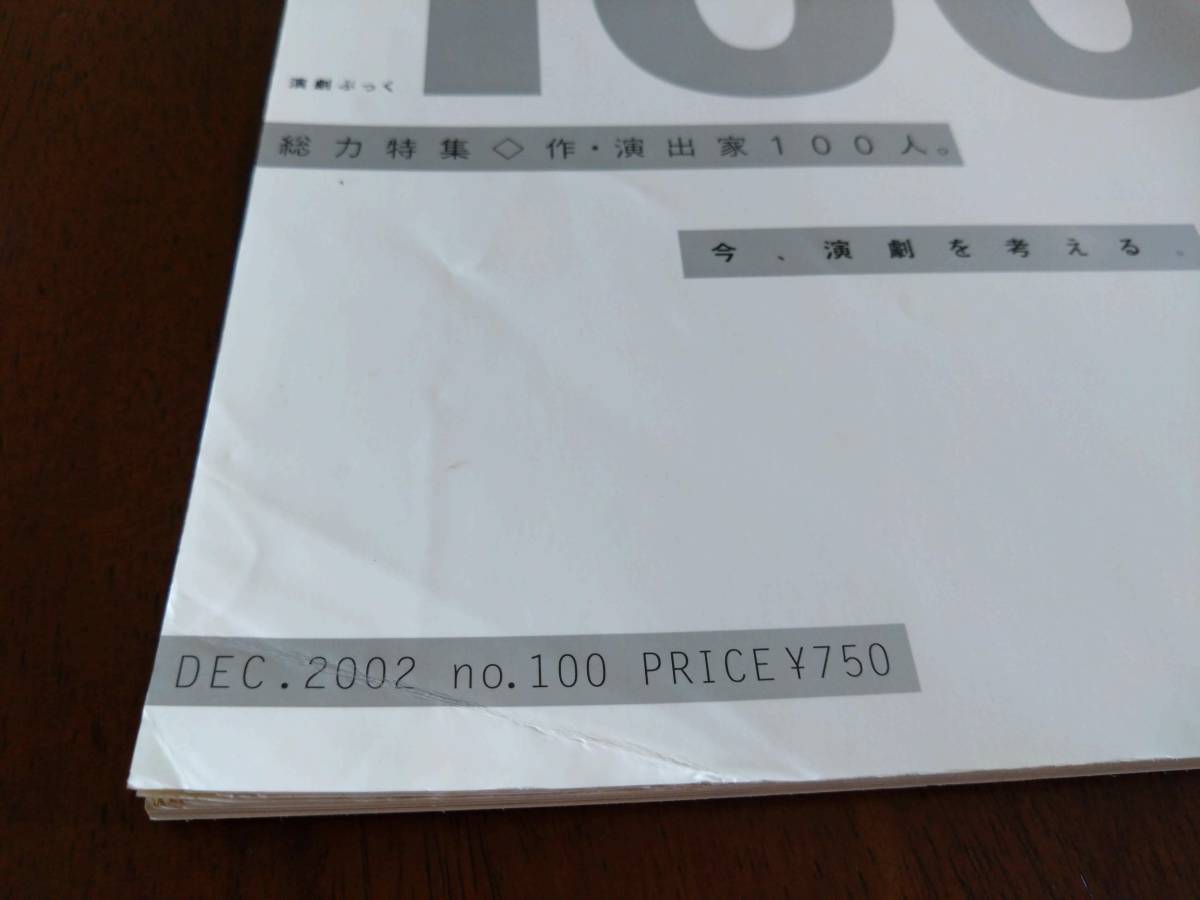 100
演劇ぶっく
総力特集◇作・演出家100人。
今、演劇を考える。
DEC.2002 no.100 PRICE¥750